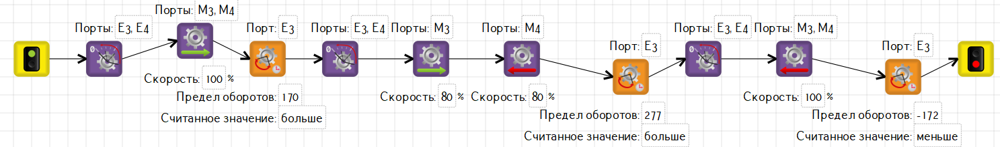 Порты: E3, E4
Порты: M3, M4
Скорость: 100 %
Порт: E3
Предел оборотов: 170
Считанное значение: больше
Порты: E3, E4
Порты: M3
Скорость: 80 %
Порты: M4
Скорость: 80 %
Порт: E3
Предел оборотов: 277
Считанное значение: больше
Порты: E3, E4
Порты: M3, M4
Скорость: 100 %
Порт: E3
Предел оборотов: -172
Считанное значение: меньше